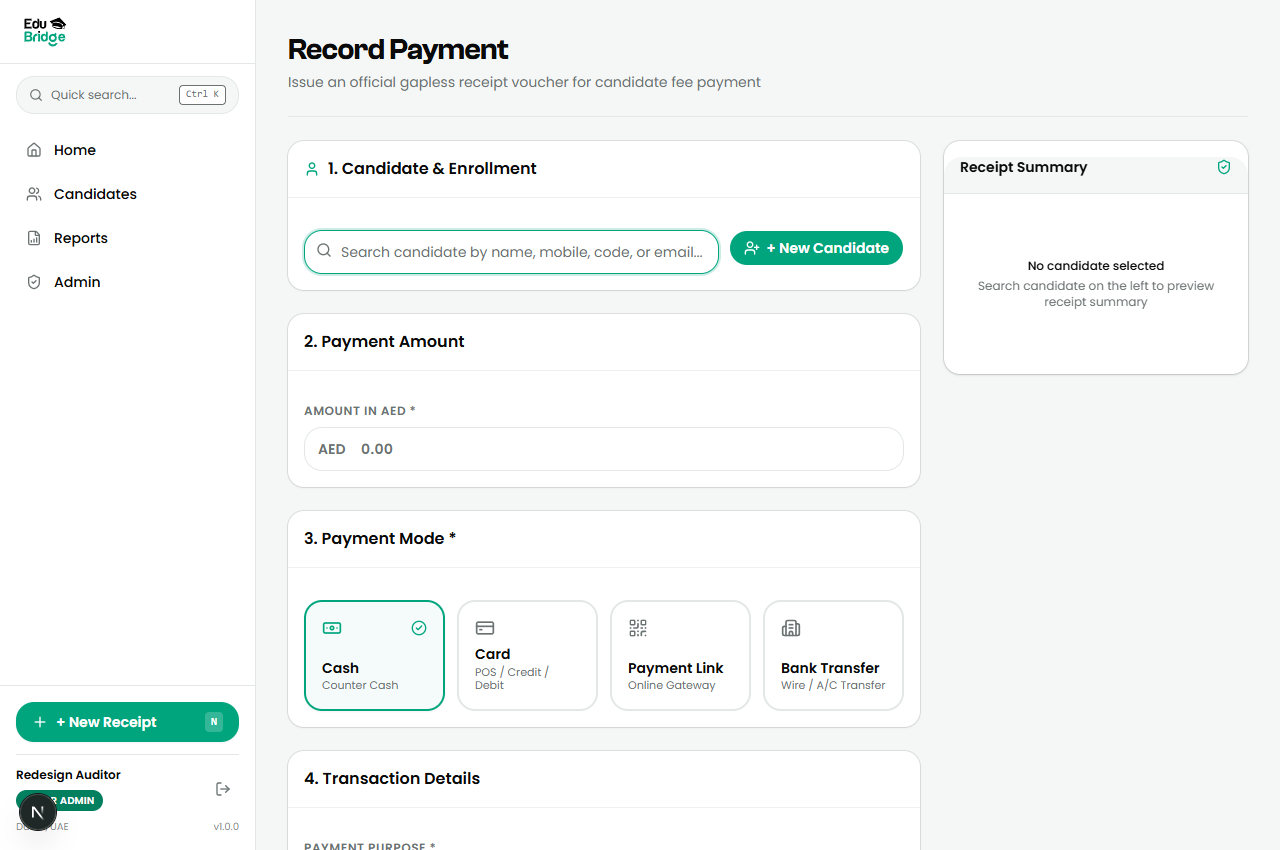 Edu
Bridge
Quick search...
Ctrl K
Home
Candidates
Reports
Admin
+ New Receipt
N
Redesign Auditor
R ADMIN
N
UAE
v1.0.0
Record Payment
Issue an official gapless receipt voucher for candidate fee payment
1. Candidate & Enrollment
Search candidate by name, mobile, code, or email...
+ New Candidate
2. Payment Amount
AMOUNT IN AED *
AED 0.00
3. Payment Mode *
Cash
Counter Cash
Card
POS / Credit /
Debit
Payment Link
Online Gateway
Bank Transfer
Wire / A/C Transfer
4. Transaction Details
PAYMENT PURPOSE *
Receipt Summary
No candidate selected
Search candidate on the left to preview
receipt summary